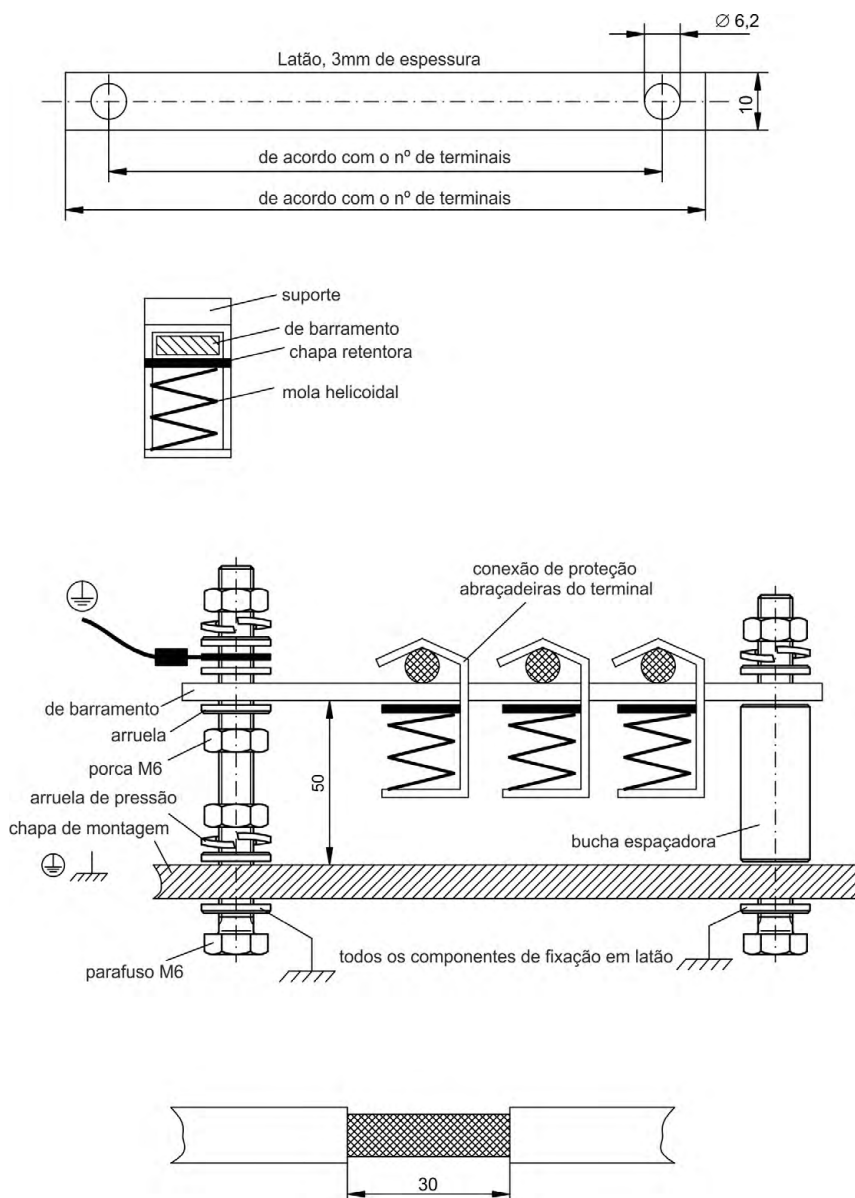 Ø 6,2
Latão, 3mm de espessura
10
de acordo com o nº de terminais
de acordo com o nº de terminais
suporte
de barramento
chapa retentora
mola helicoidal
conexão de proteção
abraçadeiras do terminal
de barramento
arruela
porca M6
50
arruela de pressão
chapa de montagem
bucha espaçadora
todos os componentes de fixação em latão
parafuso M6
30